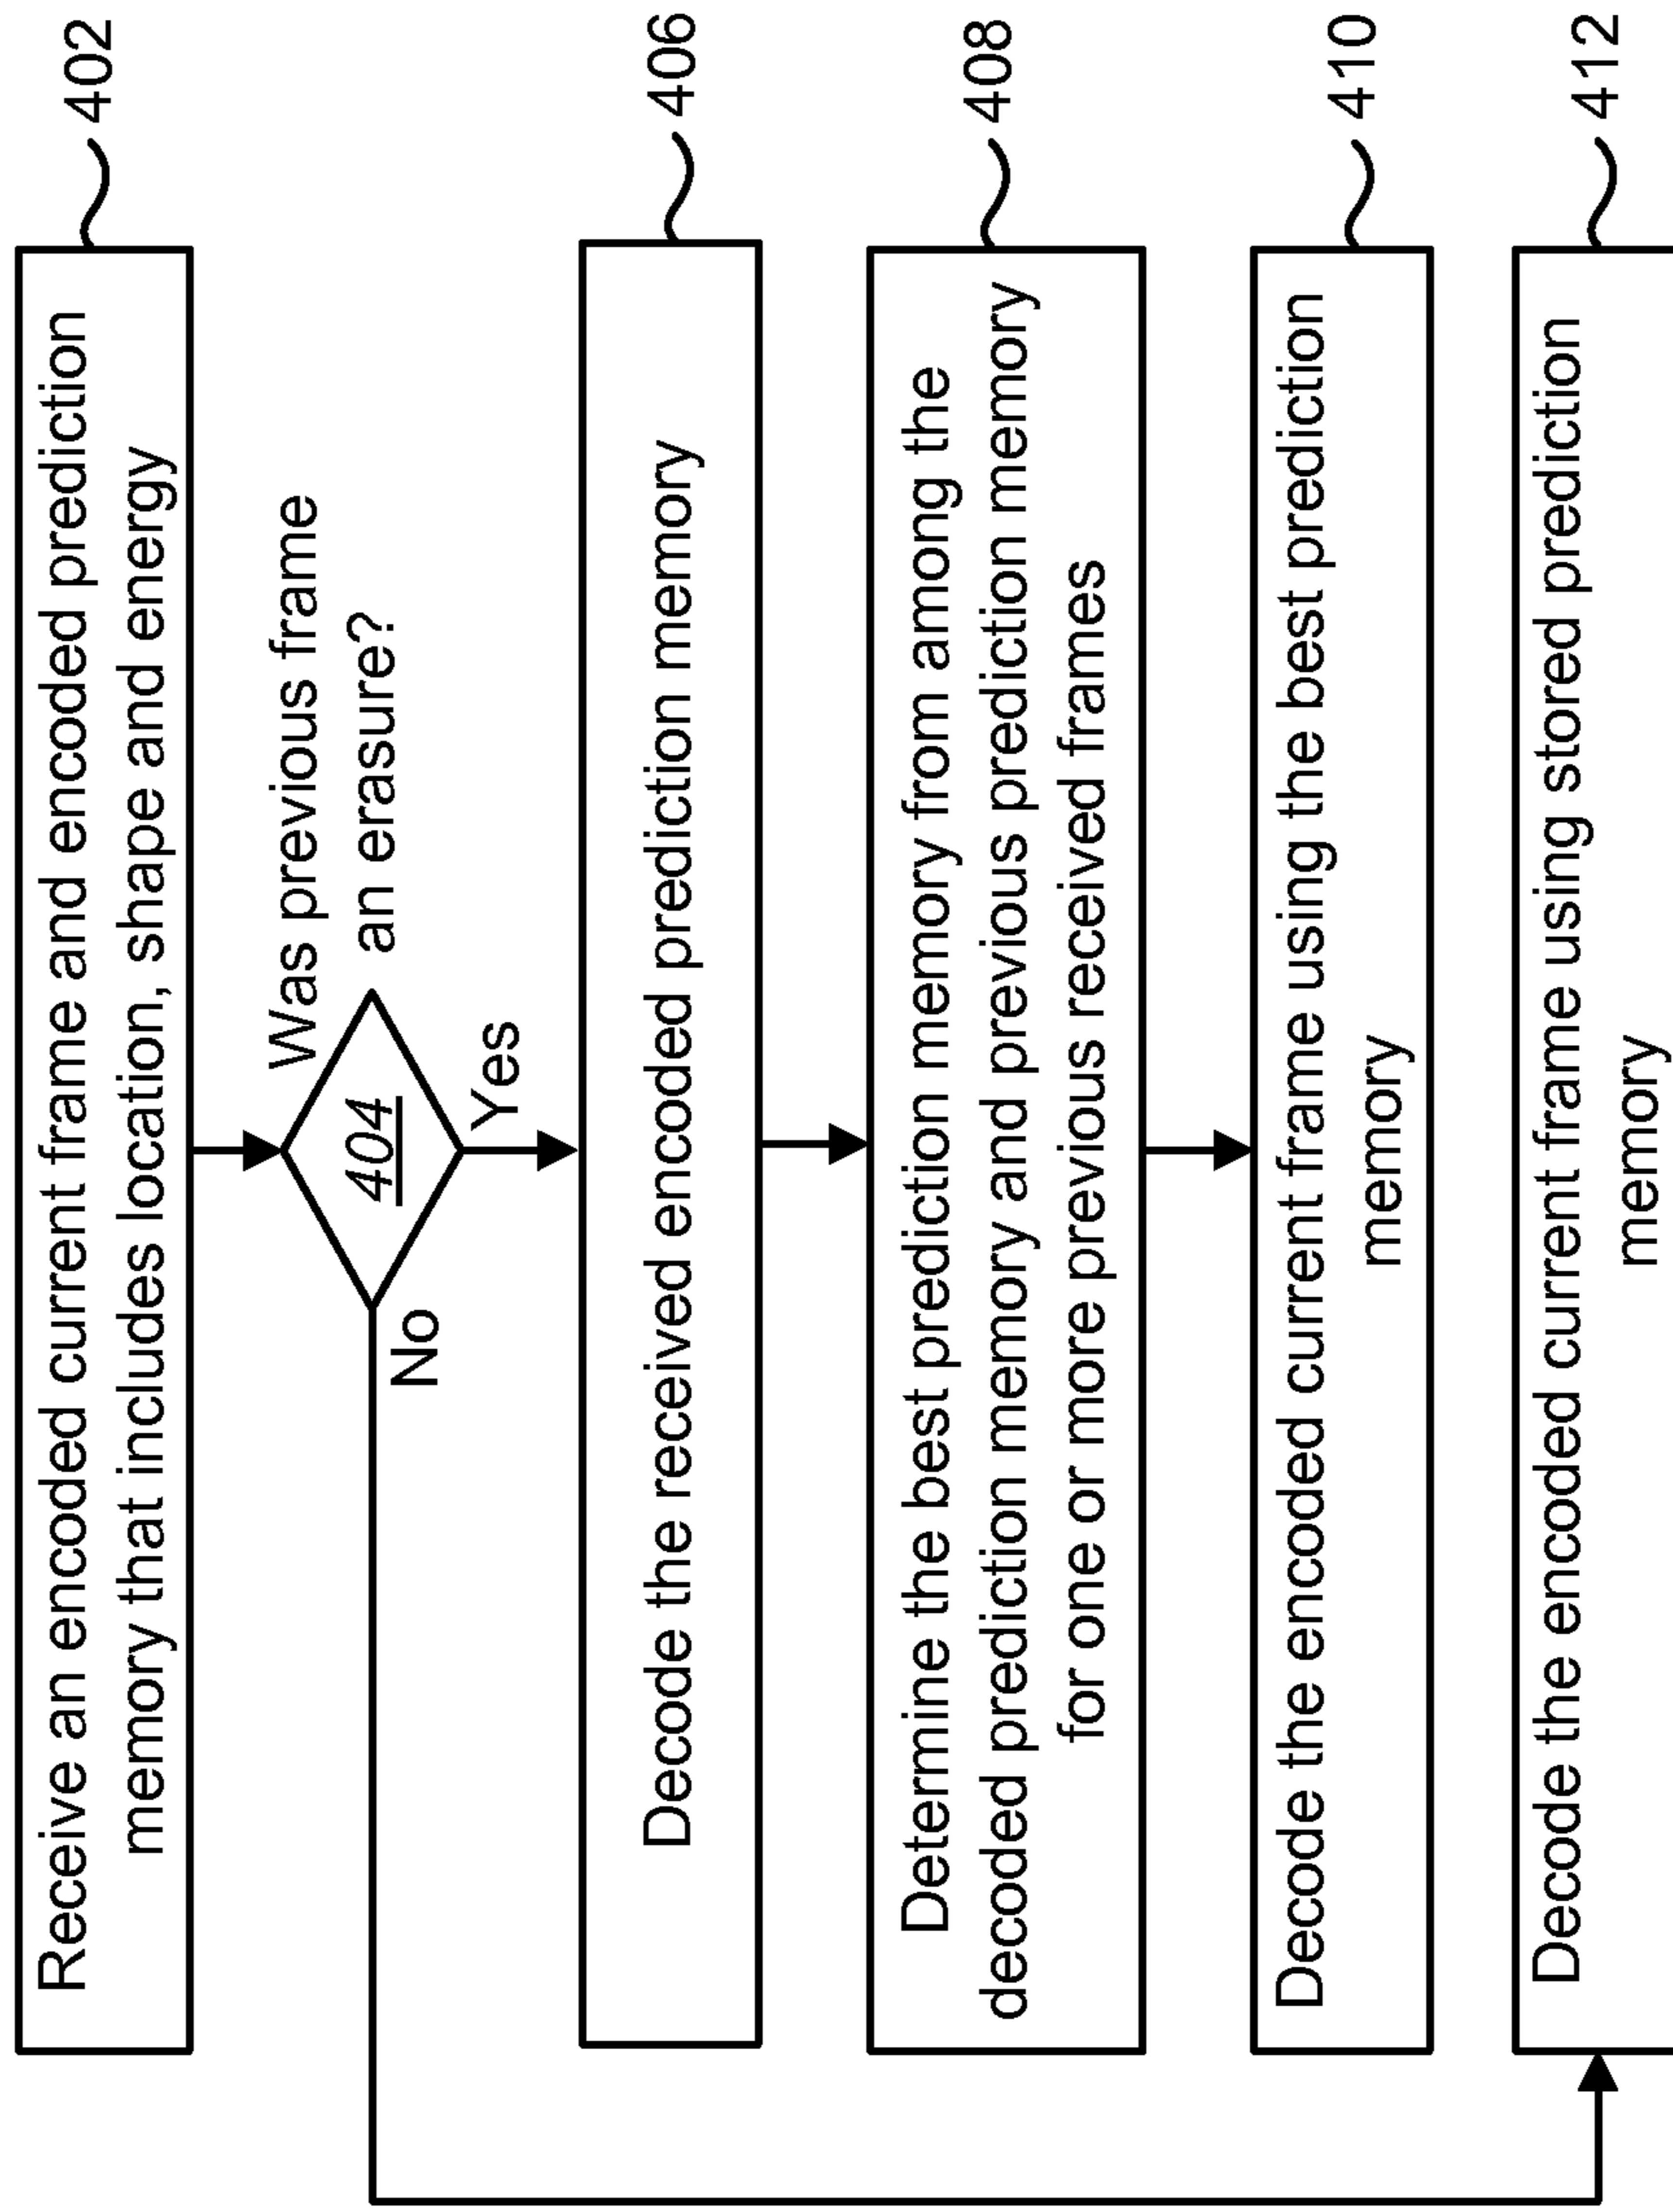 Receive an encoded current frame and encoded prediction
memory that includes location, shape and energy
402
Was previous frame
an erasure?
404
Yes
No
Decode the received encoded prediction memory
406
Determine the best prediction memory from among the
decoded prediction memory and previous prediction memory
for one or more previous received frames
408
Decode the encoded current frame using the best prediction
memory
410
Decode the encoded current frame using stored prediction
memory
412